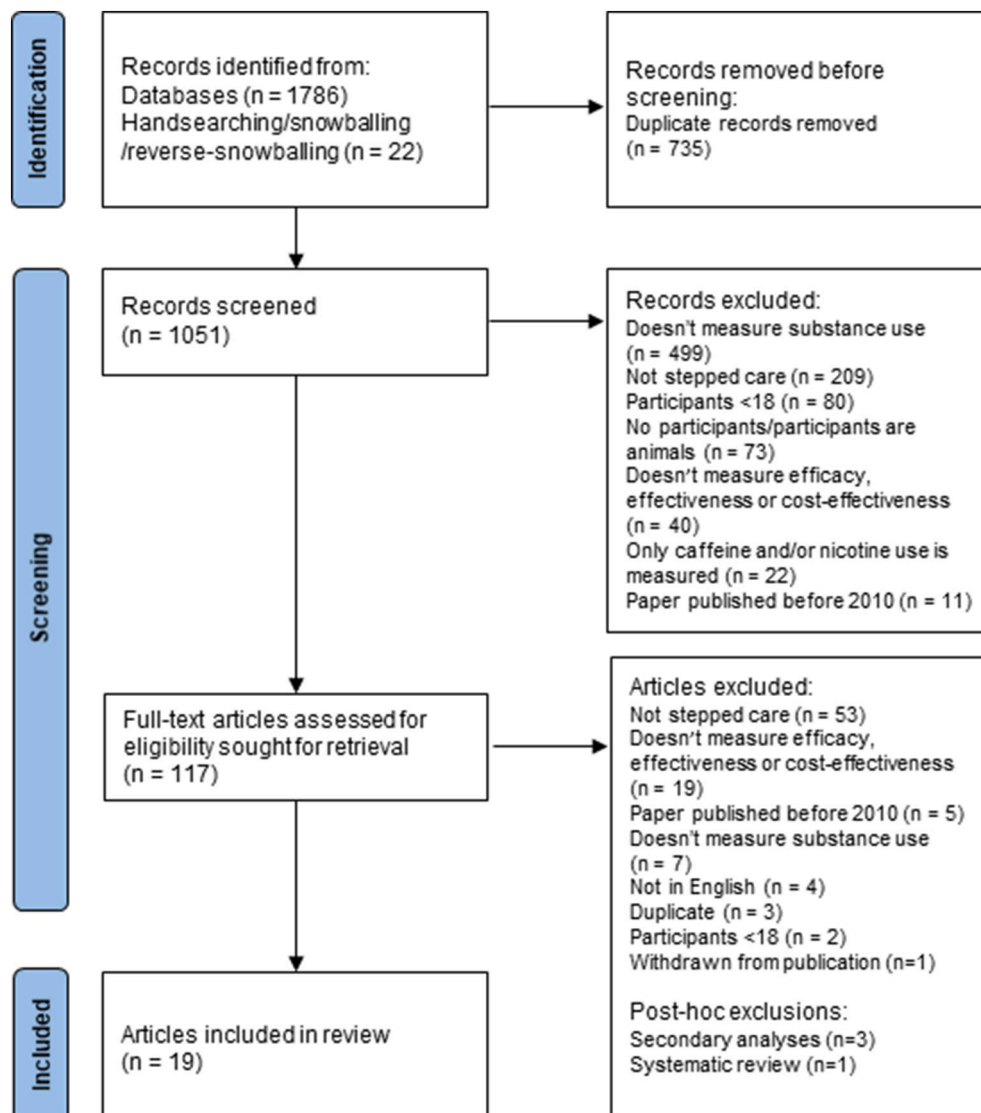 Identification
Records identified from:
Databases (n = 1786)
Handsearching/snowballing
/reverse-snowballing (n = 22)
Records removed before
screening:
Duplicate records removed
(n = 735)
Screening
Records screened
(n = 1051)
Records excluded:
Doesn't measure substance use
(n = 499)
Not stepped care (n = 209)
Participants <18 (n = 80)
No participants/participants are
animals (n = 73)
Doesn't measure efficacy,
effectiveness or cost-effectiveness
(n = 40)
Only caffeine and/or nicotine use is
measured (n = 22)
Paper published before 2010 (n = 11)
Full-text articles assessed for
eligibility sought for retrieval
(n = 117)
Articles excluded:
Not stepped care (n = 53)
Doesn't measure efficacy,
effectiveness or cost-effectiveness
(n = 19)
Paper published before 2010 (n = 5)
Doesn't measure substance use
(n = 7)
Not in English (n = 4)
Duplicate (n = 3)
Participants <18 (n = 2)
Withdrawn from publication (n=1)
Post-hoc exclusions:
Secondary analyses (n=3)
Systematic review (n=1)
Included
Articles included in review
(n = 19)